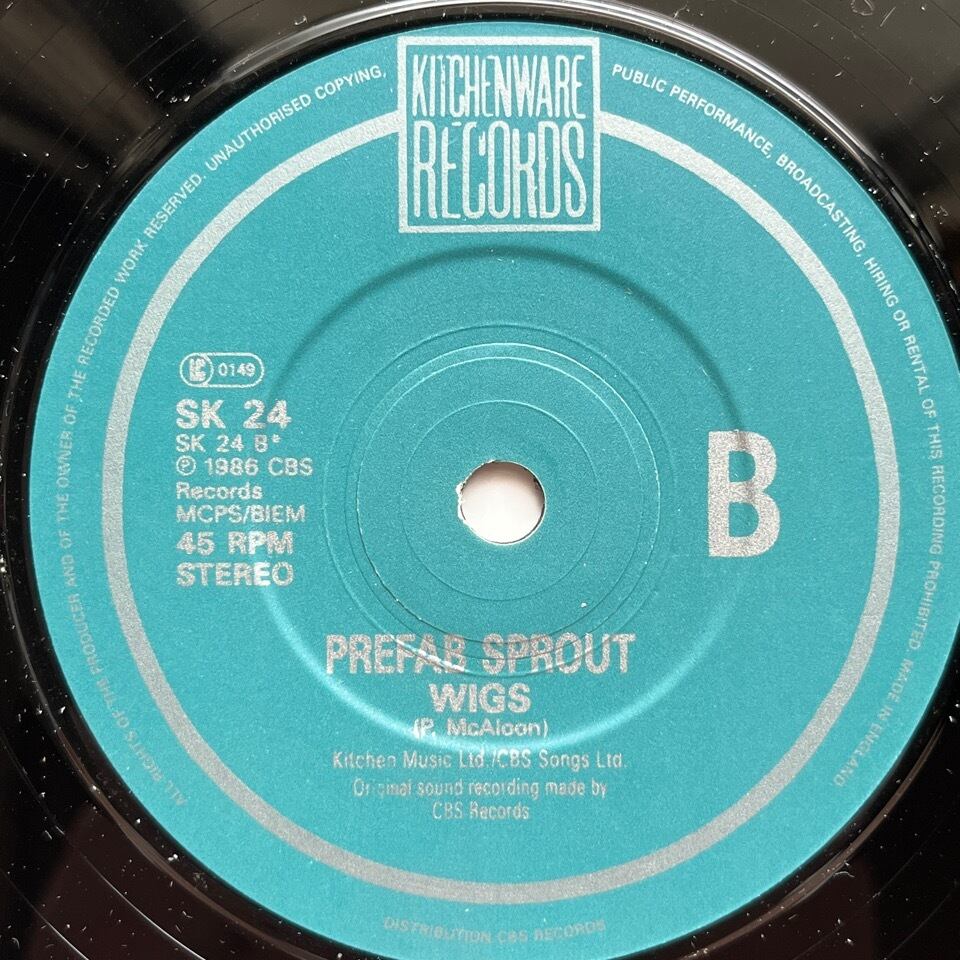 KITCHENWARE
RECORDS
ALL RIGHTS OF THE PRODUCER AND OF THE OWNER OF THE RECORDED WORK RESERVED. UNAUTHORISED COPYING, PUBLIC PERFORMANCE, BROADCASTING, HIRING OR RENTAL OF THIS RECORDING PROHIBITED. MADE IN ENGLAND
LC 0149
SK 24
SK 24 B*
℗ 1986 CBS
Records
MCPS/BIEM
45 RPM
STEREO
B
PREFAB SPROUT
WIGS
(P. McAloon)
Kitchen Music Ltd./CBS Songs Ltd.
Original sound recording made by
CBS Records
DISTRIBUTION CBS RECORDS